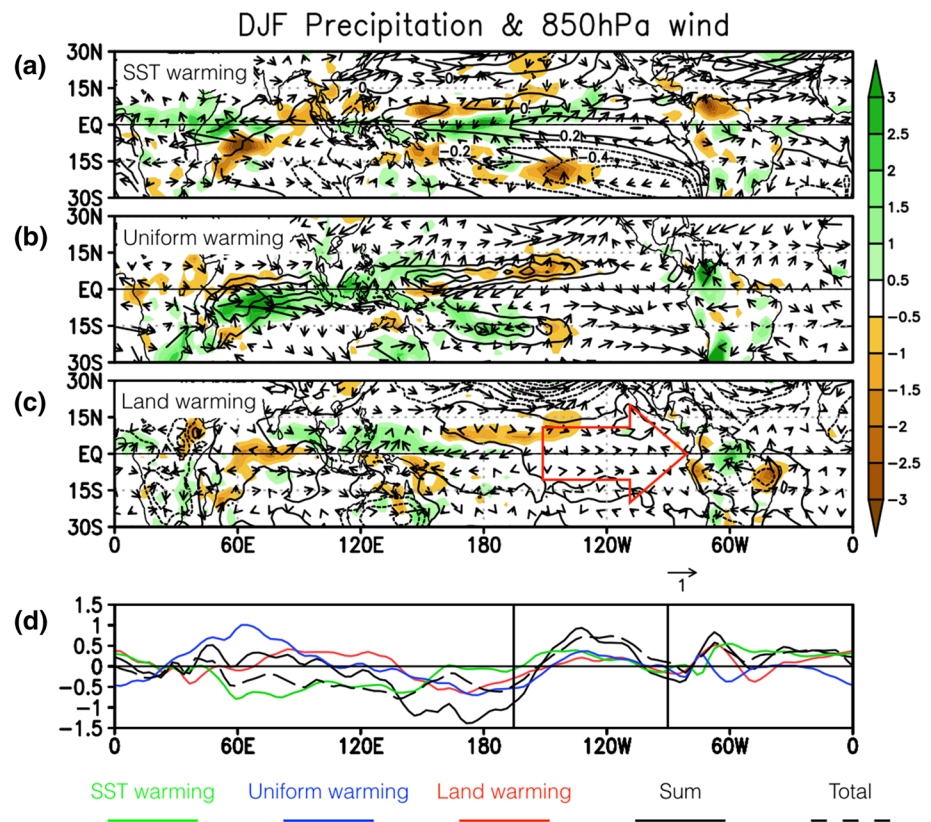 DJF Precipitation & 850hPa wind
(a)
30N
15N
EQ
15S
30S
SST warming
0
0
0
0.2
-0.2
0.4
(b)
30N
15N
EQ
15S
30S
Uniform warming
(c)
30N
15N
EQ
15S
30S
Land warming
0
0 60E 120E 180 120W 60W 0
1
3
2.5
2
1.5
1
0.5
-0.5
-1
-1.5
-2
-2.5
-3
(d)
1.5
1
0.5
0
-0.5
-1
-1.5
0 60E 120E 180 120W 60W 0
SST warming Uniform warming Land warming Sum Total